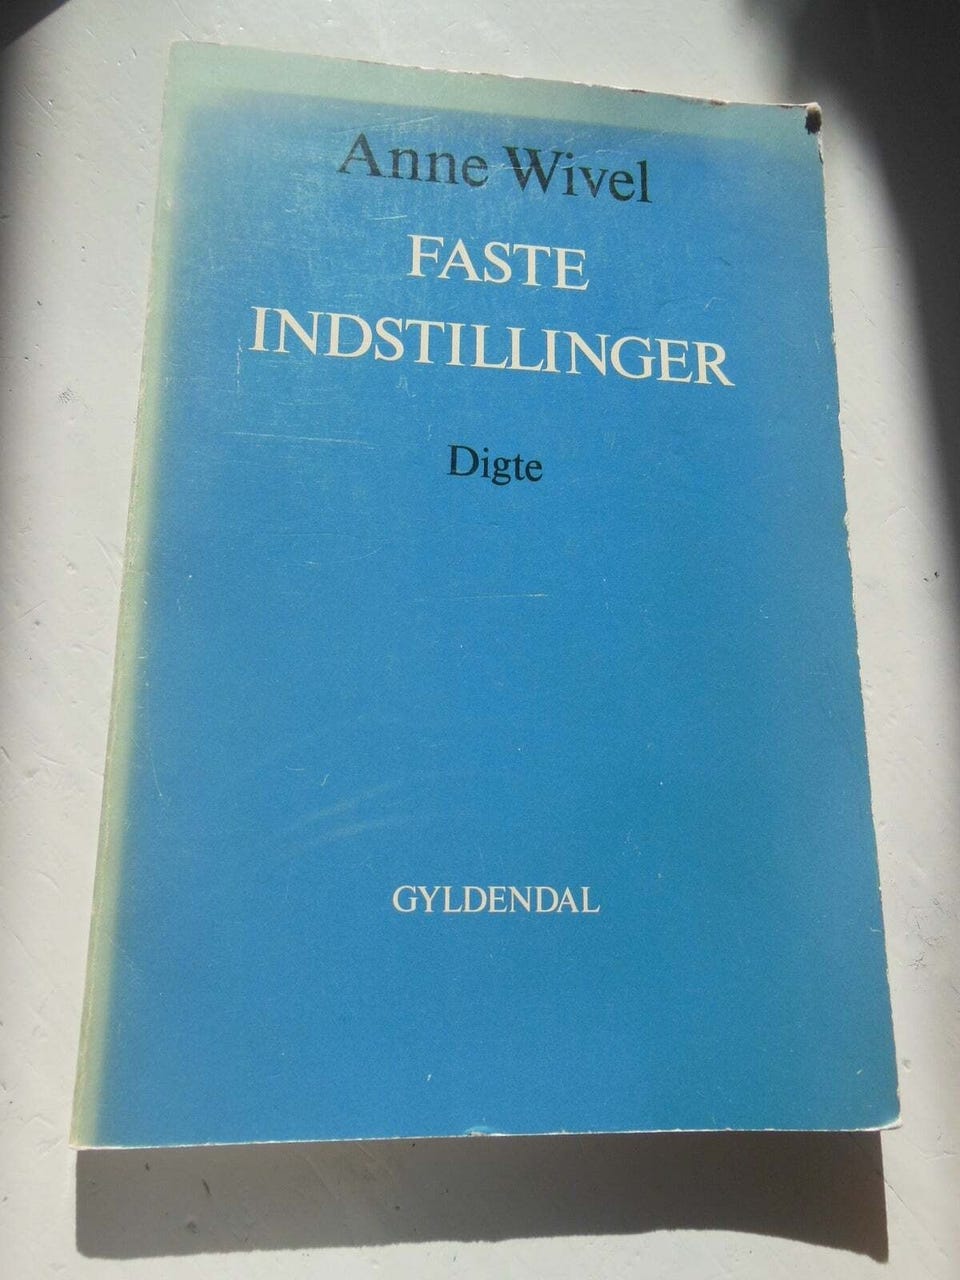 Anne Wivel
FASTE
INDSTILLINGER
Digte
GYLDENDAL